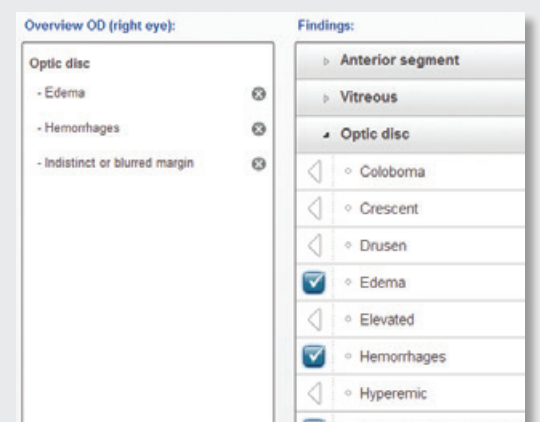 Overview OD (right eye):
Optic disc
- Edema
- Hemorrhages
- Indistinct or blurred margin
Findings:
Anterior segment
Vitreous
Optic disc
Coloboma
Crescent
Drusen
Edema
Elevated
Hemorrhages
Hyperemic